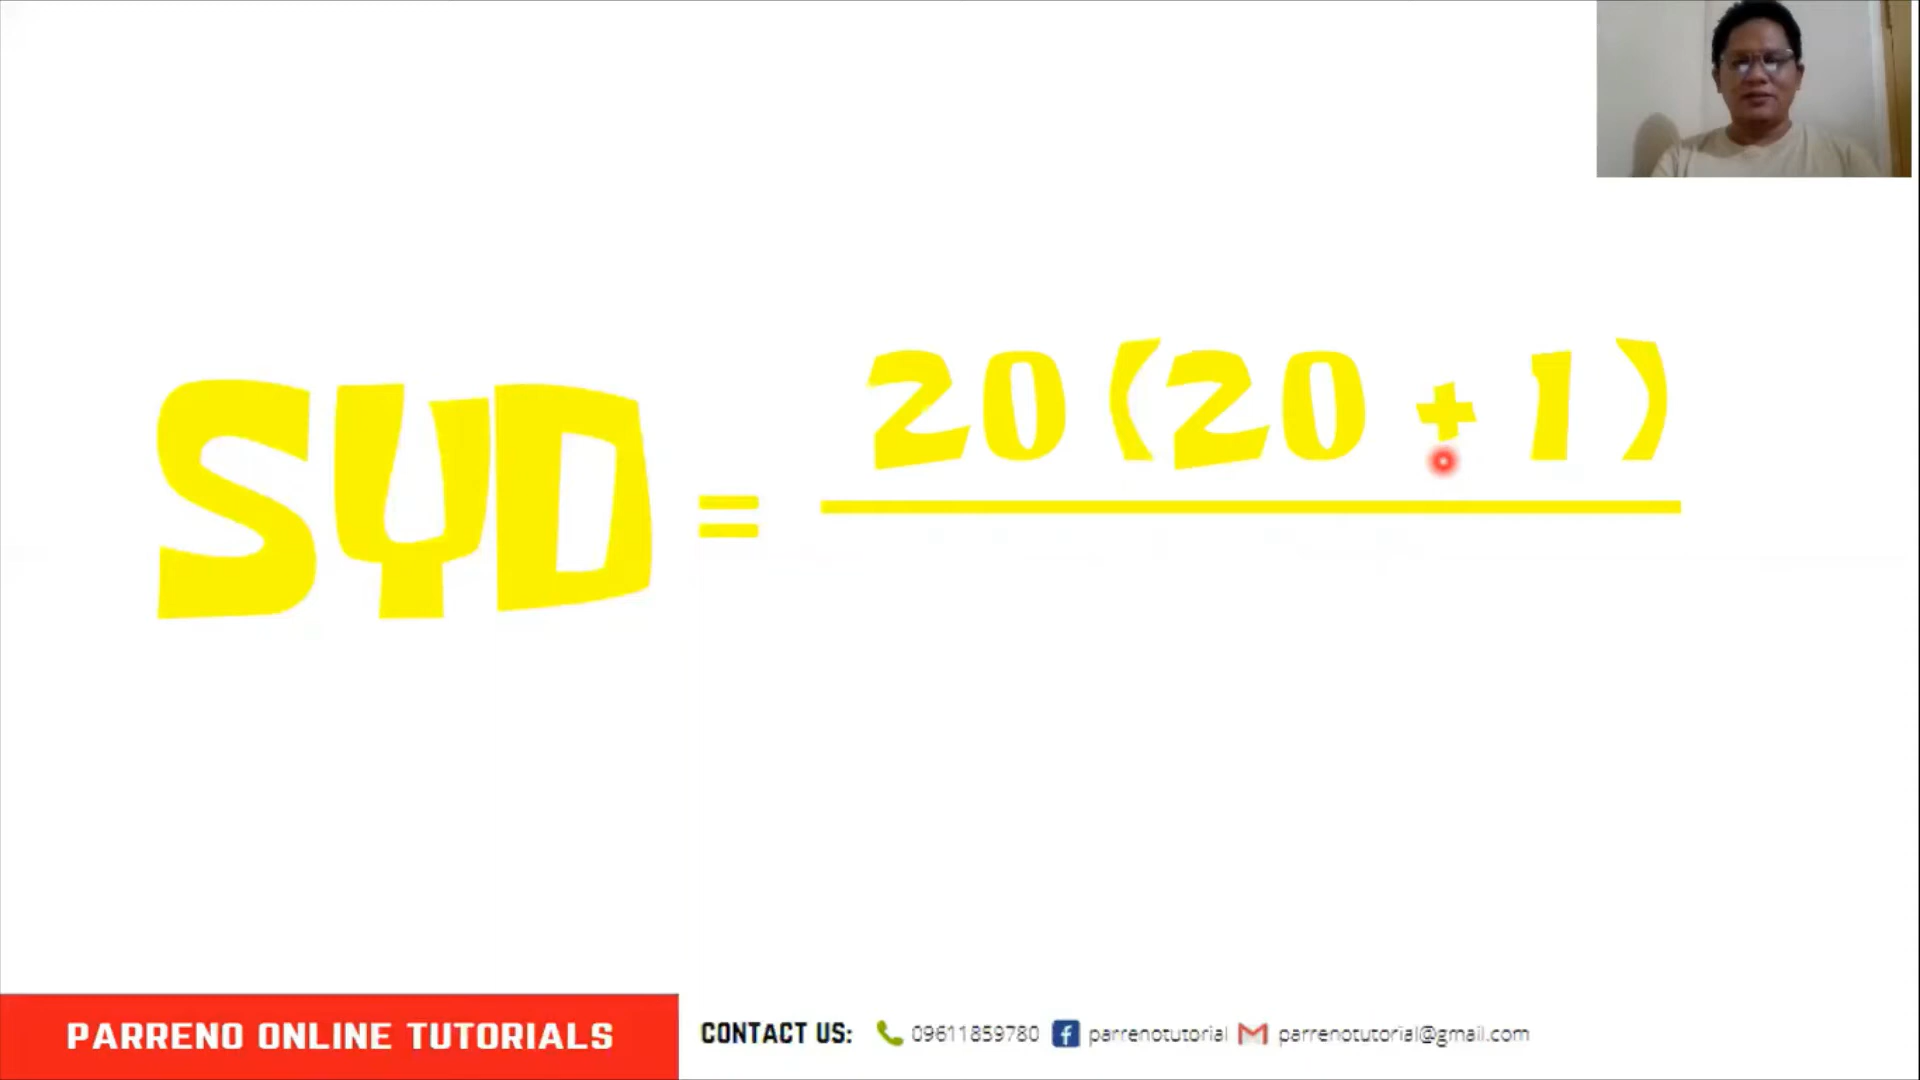 SYD = 20(20 + 1)
PARRENO ONLINE TUTORIALS
CONTACT US: 09611859780 parrenotutorial parrenotutorial@gmail.com